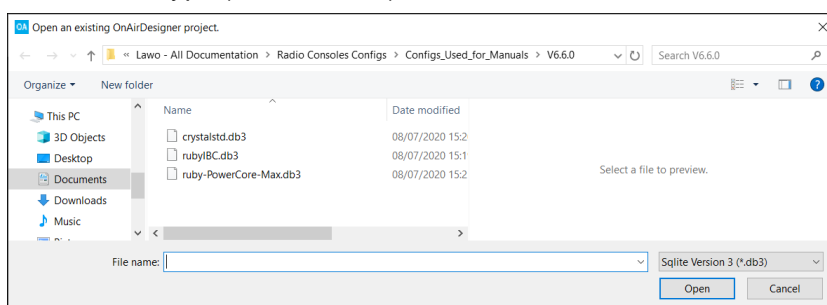 OA Open an existing OnAirDesigner project.
« Lawo - All Documentation > Radio Consoles Configs > Configs_Used_for_Manuals > V6.6.0
Search V6.6.0
Organize
New folder
This PC
3D Objects
Desktop
Documents
Downloads
Music
Name
Date modified
crystalstd.db3
08/07/2020 15:2
rubyIBC.db3
08/07/2020 15:1
ruby-PowerCore-Max.db3
08/07/2020 15:2
Select a file to preview.
File name:
Sqlite Version 3 (*.db3)
Open
Cancel